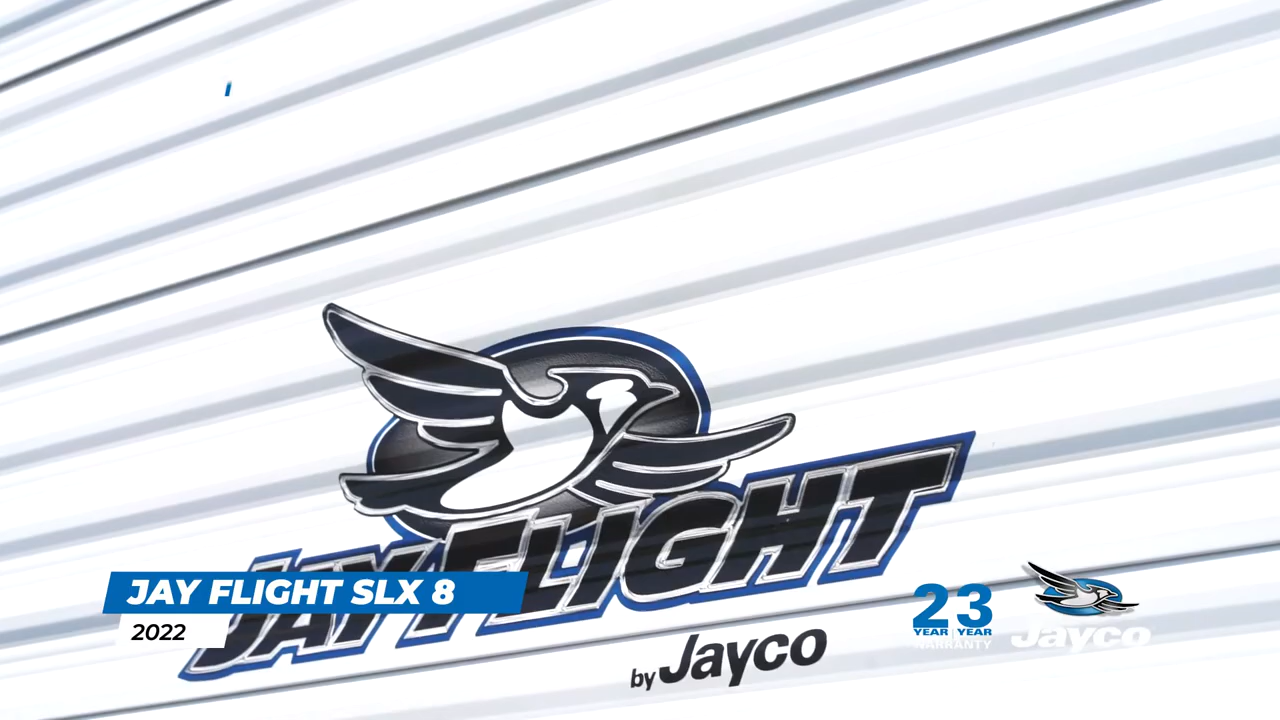 JAY FLIGHT
by Jayco
JAY FLIGHT SLX 8
2022
2 3
YEAR | YEAR
WARRANTY
Jayco